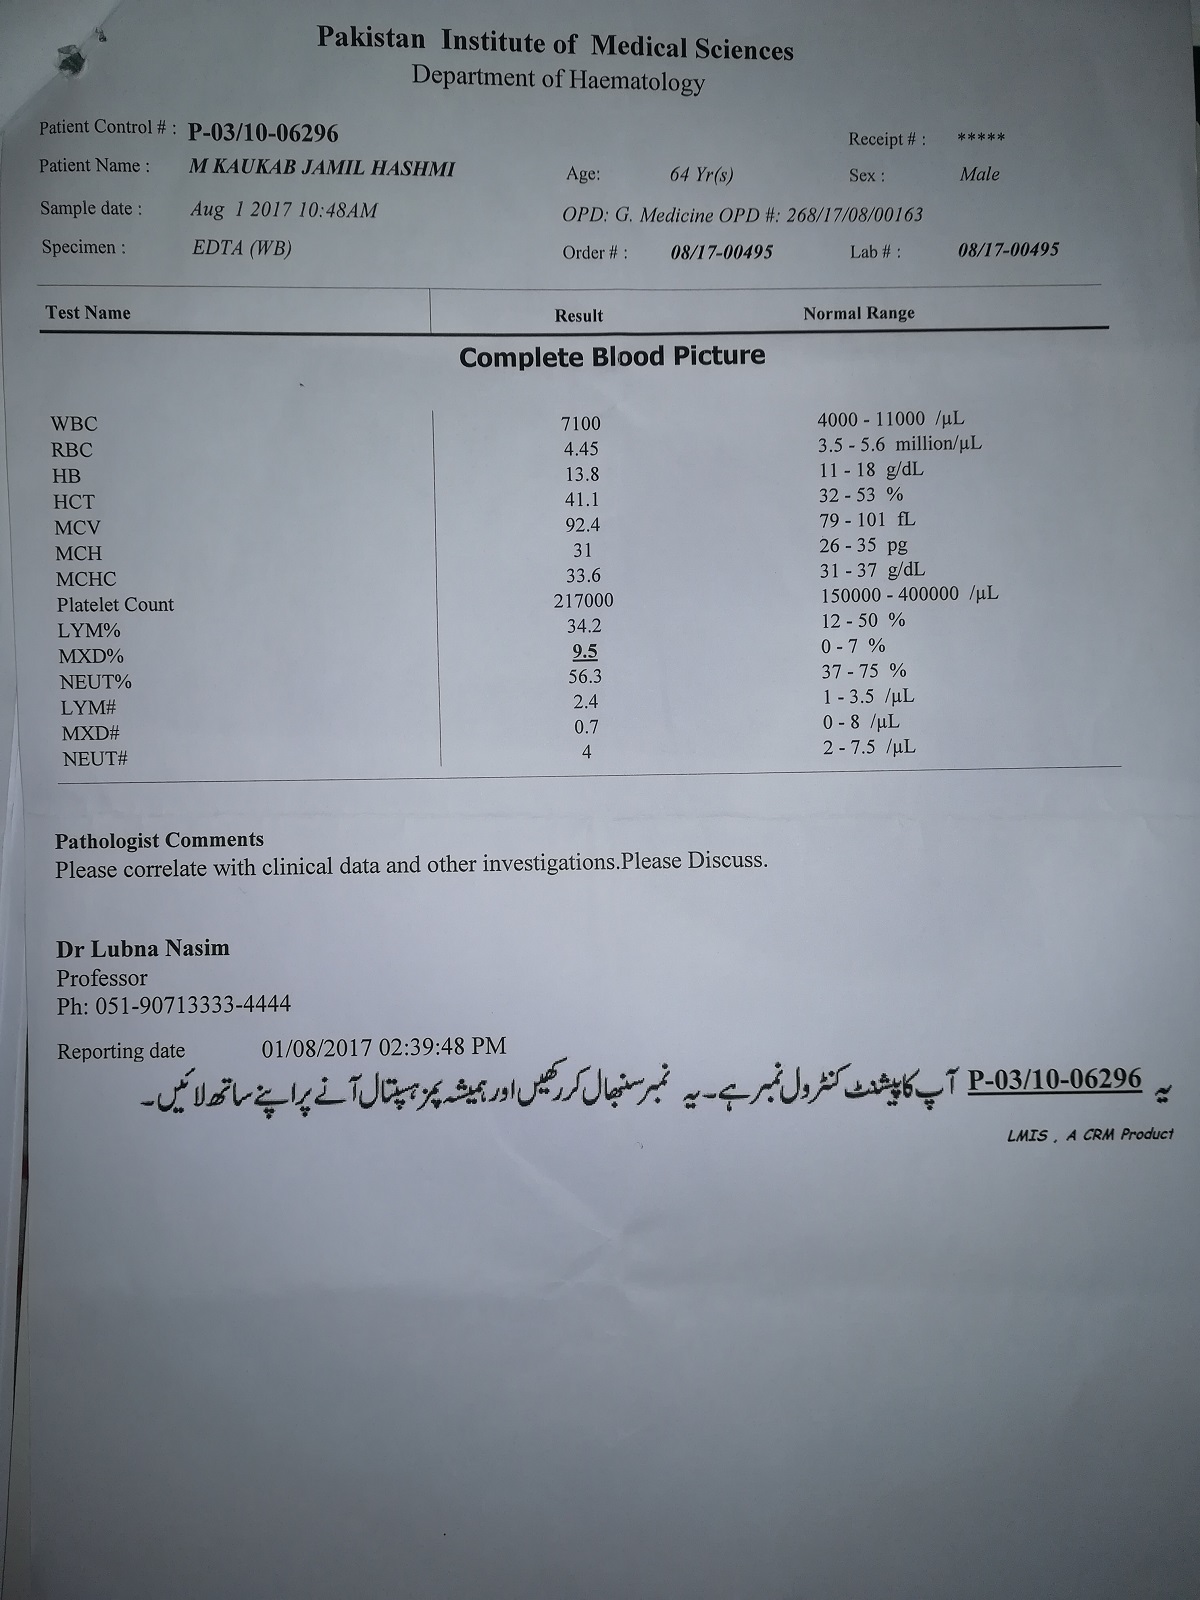 Pakistan Institute of Medical Sciences
Department of Haematology
Patient Control # : P-03/10-06296 Receipt # : *****
Patient Name : M KAUKAB JAMIL HASHMI Age: 64 Yr(s) Sex : Male
Sample date : Aug 1 2017 10:48AM OPD: G. Medicine OPD #: 268/17/08/00163
Specimen : EDTA (WB) Order # : 08/17-00495 Lab # : 08/17-00495
Test Name Result Normal Range
Complete Blood Picture
WBC 7100 4000 - 11000 /µL
RBC 4.45 3.5 - 5.6 million/µL
HB 13.8 11 - 18 g/dL
HCT 41.1 32 - 53 %
MCV 92.4 79 - 101 fL
MCH 31 26 - 35 pg
MCHC 33.6 31 - 37 g/dL
Platelet Count 217000 150000 - 400000 /µL
LYM% 34.2 12 - 50 %
MXD% 9.5 0 - 7 %
NEUT% 56.3 37 - 75 %
LYM# 2.4 1 - 3.5 /µL
MXD# 0.7 0 - 8 /µL
NEUT# 4 2 - 7.5 /µL
Pathologist Comments
Please correlate with clinical data and other investigations.Please Discuss.
Dr Lubna Nasim
Professor
Ph: 051-90713333-4444
Reporting date 01/08/2017 02:39:48 PM
یہ P-03/10-06296 آپ کا پیشنٹ کنٹرول نمبر ہے۔ یہ نمبر سنبھال کر رکھیں اور ہمیشہ پمز ہسپتال آنے پر اپنے ساتھ لائیں۔
LMIS , A CRM Product